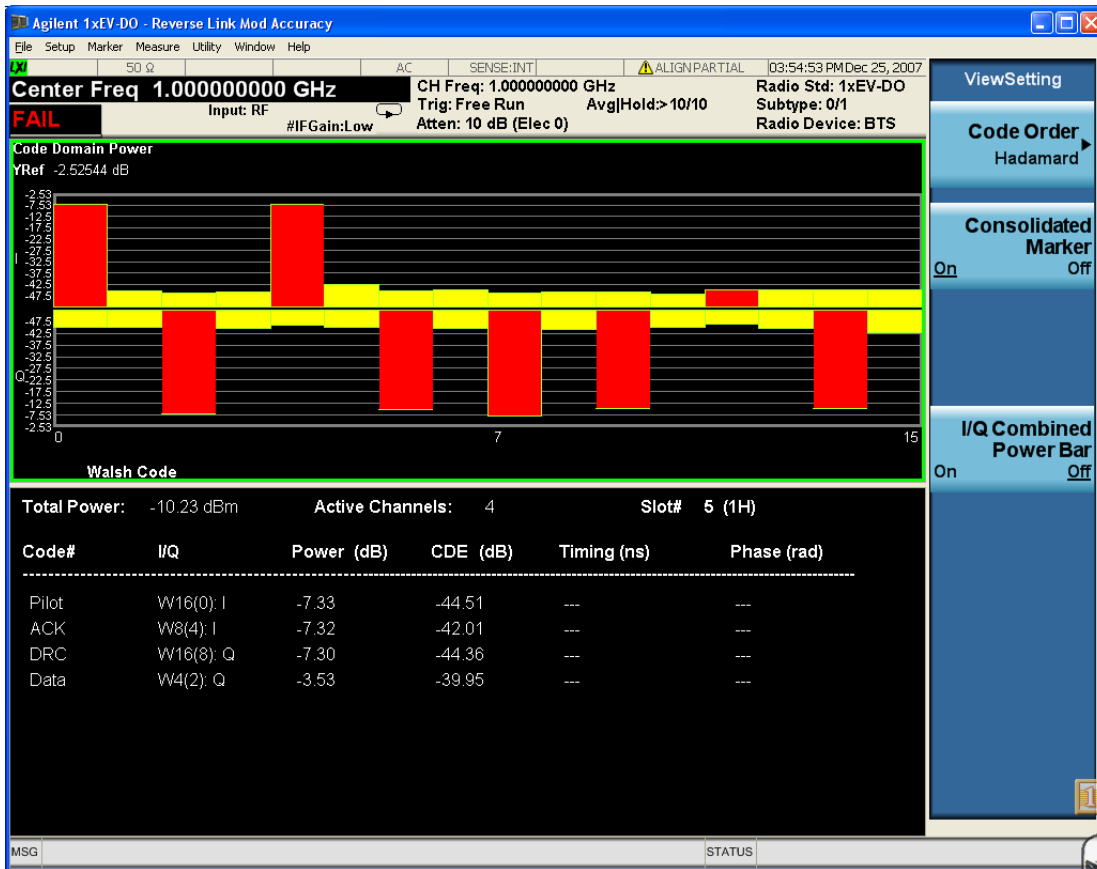 Agilent 1xEV-DO - Reverse Link Mod Accuracy
File Setup Marker Measure Utility Window Help
LXI 50 Ω AC SENSE:INT ALIGN PARTIAL 03:54:53 PM Dec 25, 2007
Center Freq 1.000000000 GHz
CH Freq: 1.000000000 GHz Radio Std: 1xEV-DO
Input: RF Trig: Free Run Avg|Hold:>10/10 Subtype: 0/1
FAIL #IFGain:Low Atten: 10 dB (Elec 0) Radio Device: BTS
Code Domain Power
YRef -2.52544 dB
-2.53
-7.53
-12.5
-17.5
-22.5
-27.5
I -32.5
-37.5
-42.5
-47.5
-47.5
-42.5
-37.5
-32.5
-27.5
Q -22.5
-17.5
-12.5
-7.53
-2.53
0 7 15
Walsh Code
Total Power: -10.23 dBm Active Channels: 4 Slot# 5 (1H)
Code# I/Q Power (dB) CDE (dB) Timing (ns) Phase (rad)
Pilot W16(0): I -7.33 -44.51 --- ---
ACK W8(4): I -7.32 -42.01 --- ---
DRC W16(8): Q -7.30 -44.36 --- ---
Data W4(2): Q -3.53 -39.95 --- ---
ViewSetting
Code Order
Hadamard
Consolidated
Marker
On Off
I/Q Combined
Power Bar
On Off
1
MSG STATUS